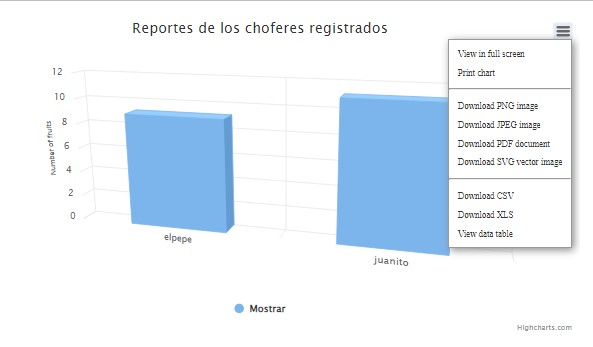 Reportes de los choferes registrados
View in full screen
Print chart
Download PNG image
Download JPEG image
Download PDF document
Download SVG vector image
Download CSV
Download XLS
View data table
Number of fruits
12
10
8
6
4
2
0
elpepe
juanito
Mostrar
Highcharts.com